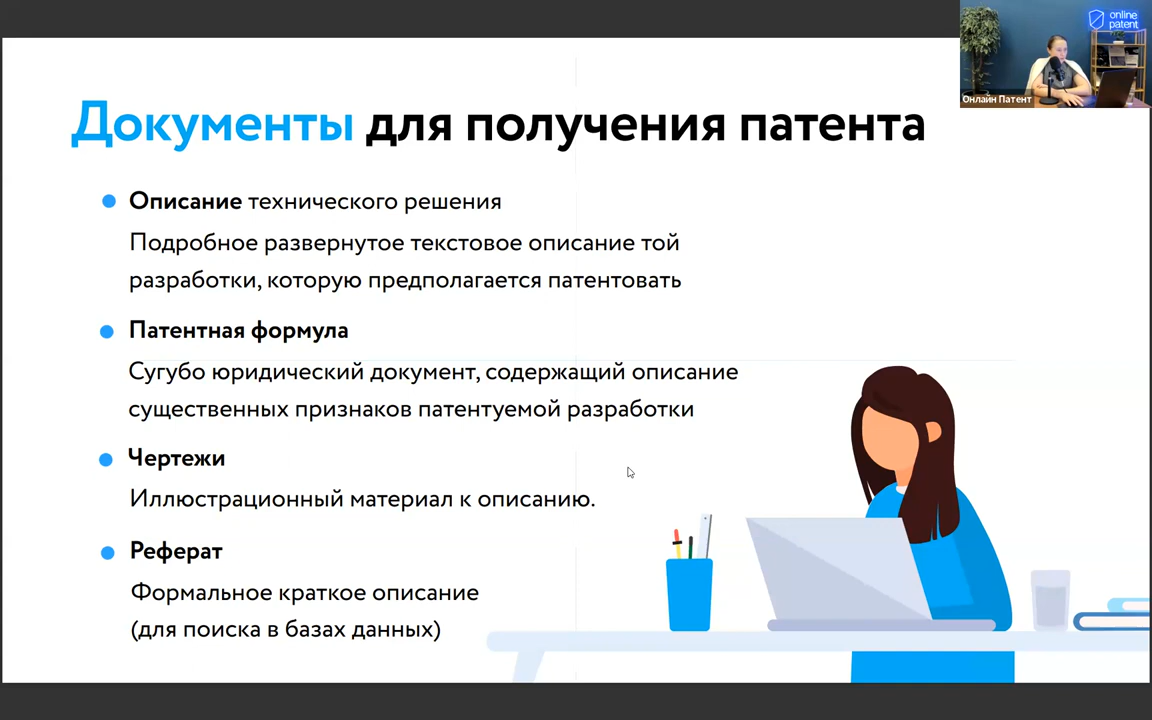 online
patent
Онлайн Патент
Документы для получения патента
Описание технического решения
Подробное развернутое текстовое описание той
разработки, которую предполагается патентовать
Патентная формула
Сугубо юридический документ, содержащий описание
существенных признаков патентуемой разработки
Чертежи
Иллюстрационный материал к описанию.
Реферат
Формальное краткое описание
(для поиска в базах данных)